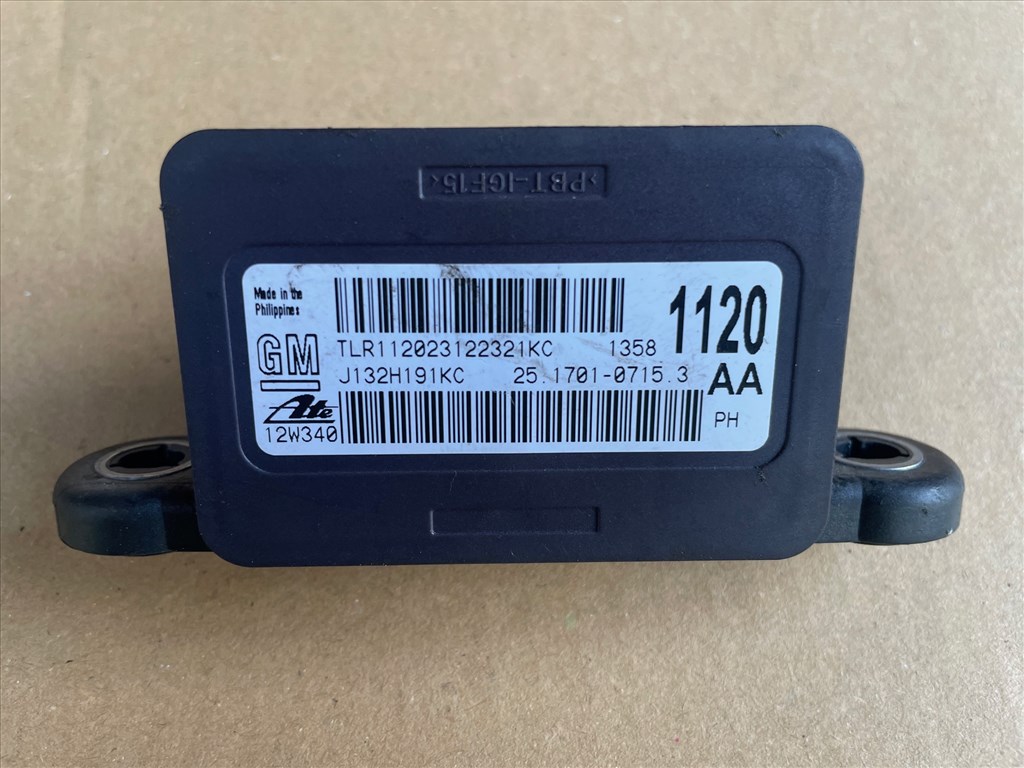 >PBT-IGF15<
Made in the
Philippines
GM
TLR112023122321KC 1358
1120
J132H191KC 25.1701-0715.3
AA
Ate
12W340
PH